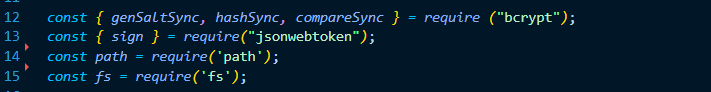 12 const { genSaltSync, hashSync, compareSync } = require ("bcrypt");
13 const { sign } = require("jsonwebtoken");
14 const path = require('path');
15 const fs = require('fs');